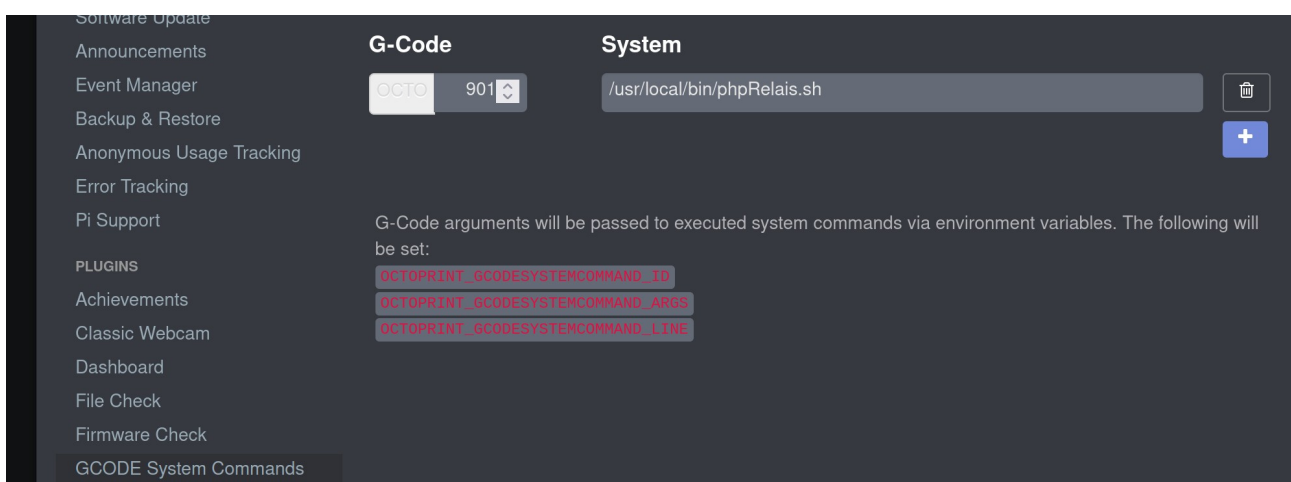 Software Update
Announcements
Event Manager
Backup & Restore
Anonymous Usage Tracking
Error Tracking
Pi Support
PLUGINS
Achievements
Classic Webcam
Dashboard
File Check
Firmware Check
GCODE System Commands
G-Code
System
OCTO
901
/usr/local/bin/phpRelais.sh
G-Code arguments will be passed to executed system commands via environment variables. The following will
be set:
OCTOPRINT_GCODESYSTEMCOMMAND_ID
OCTOPRINT_GCODESYSTEMCOMMAND_ARGS
OCTOPRINT_GCODESYSTEMCOMMAND_LINE